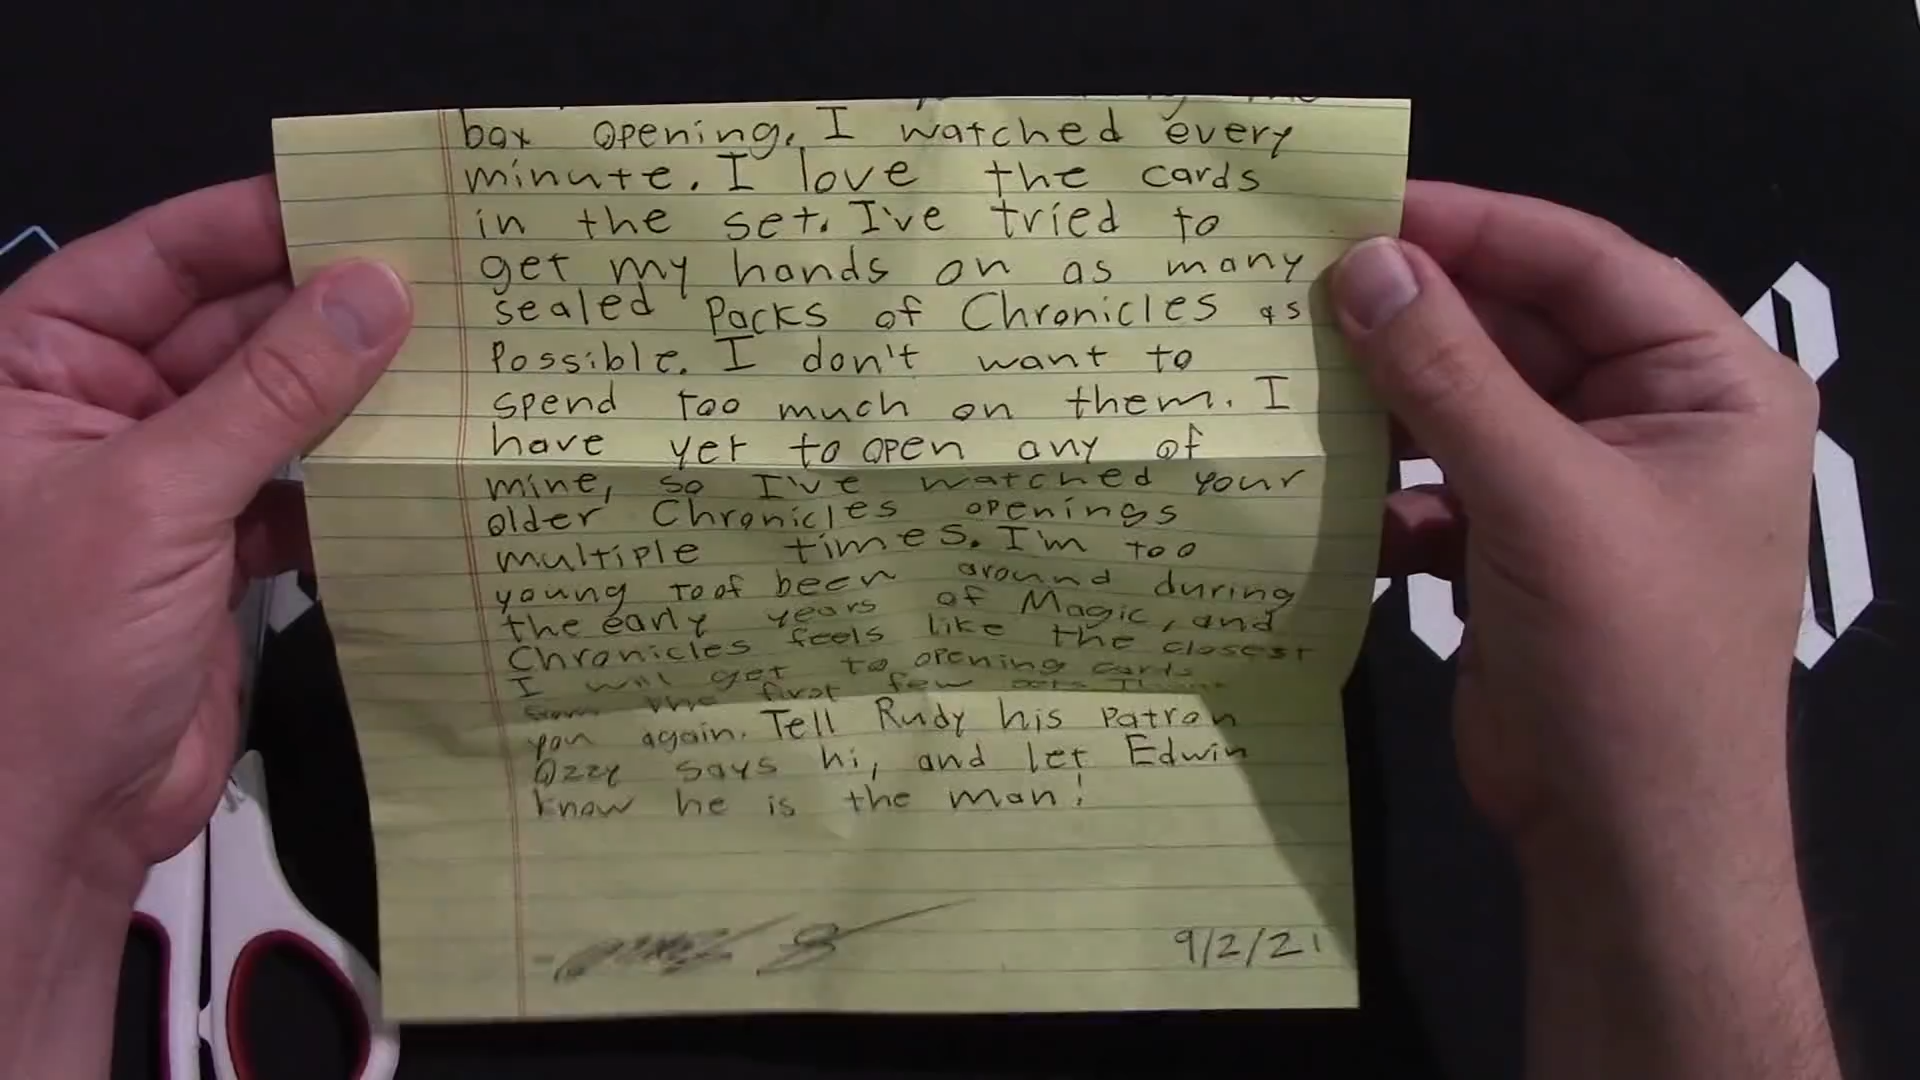 box opening. I watched every
minute. I love the cards
in the set. I've tried to
get my hands on as many
sealed Packs of Chronicles as
Possible. I don't want to
spend too much on them. I
have yet to open any of
mine, so I've watched your
older Chronicles openings
multiple times. I'm too
young to of been around during
the early years of Magic, and
Chronicles feels like the closest
I will get to opening cards
the first few
you again. Tell Rudy his Patron
Ozzy says hi, and let Edwin
know he is the man!
9/2/21